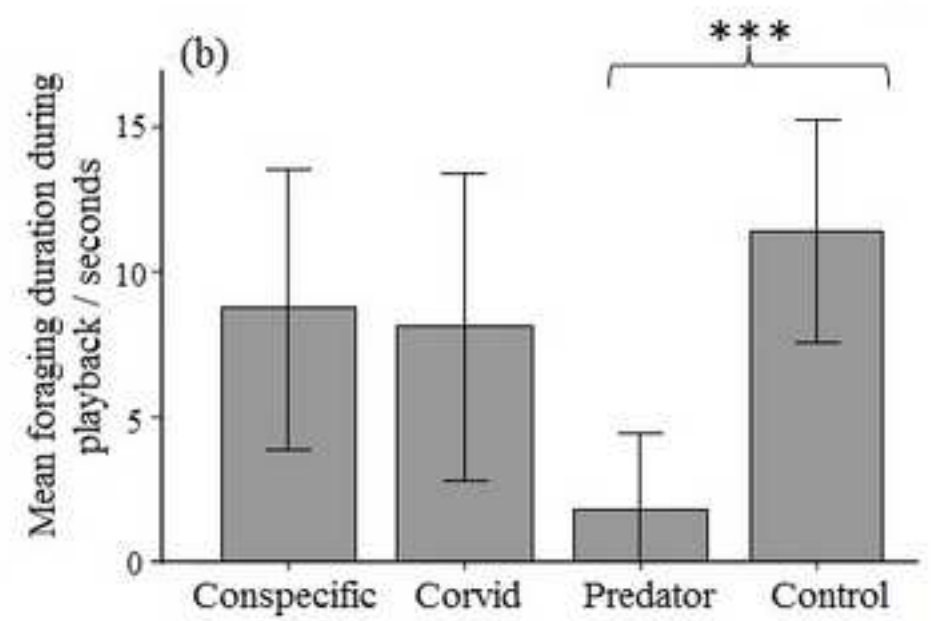 ***
(b)
Mean foraging duration during
playback / seconds
15
10
5
0
Conspecific Corvid Predator Control